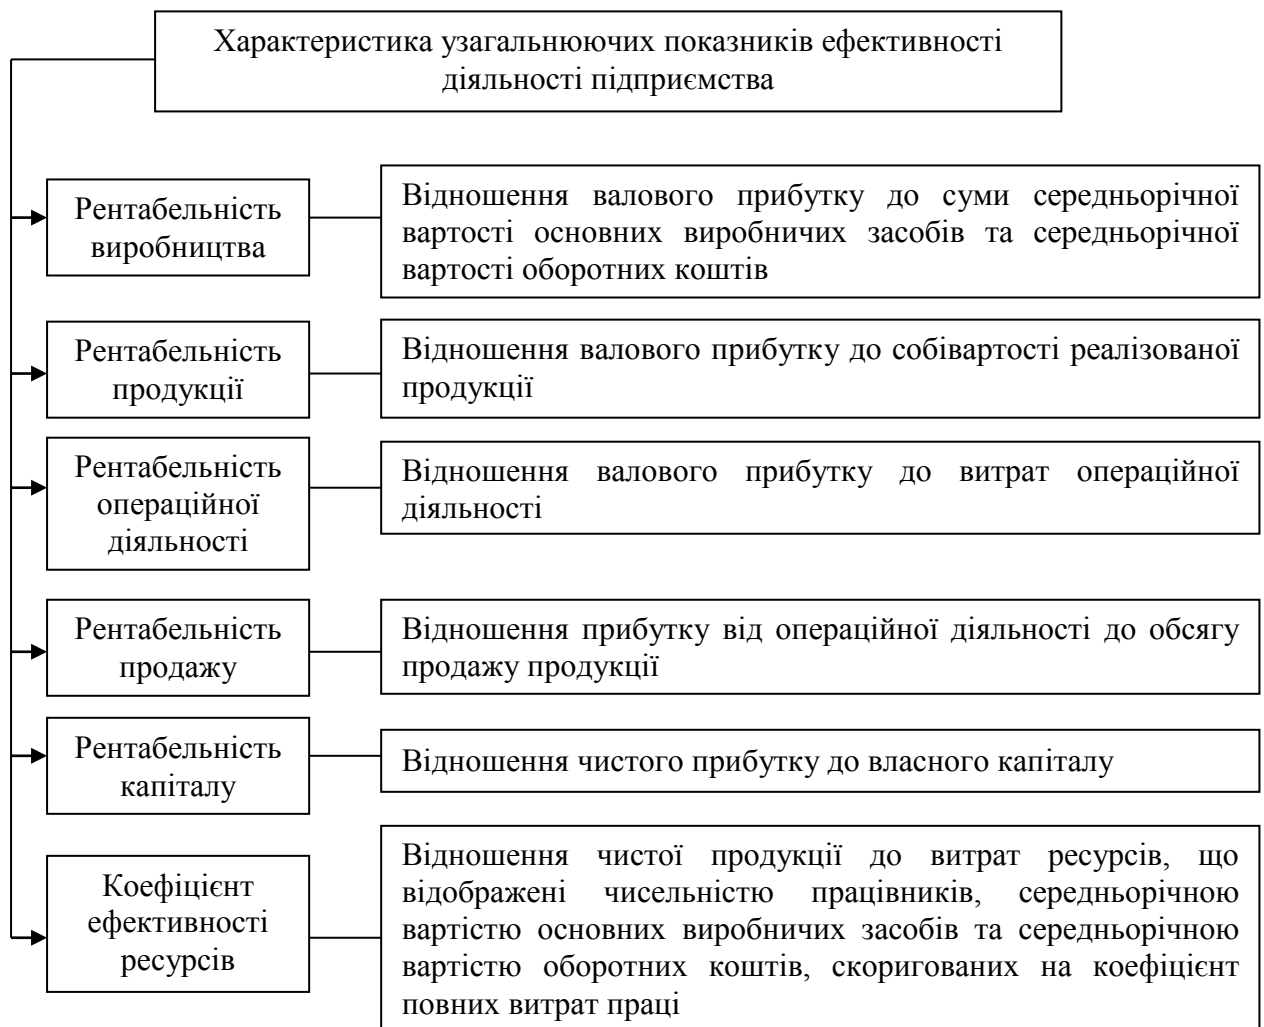 Характеристика узагальнюючих показників ефективності
діяльності підприємства
Рентабельність
виробництва
Відношення валового прибутку до суми середньорічної
вартості основних виробничих засобів та середньорічної
вартості оборотних коштів
Рентабельність
продукції
Відношення валового прибутку до собівартості реалізованої
продукції
Рентабельність
операційної
діяльності
Відношення валового прибутку до витрат операційної
діяльності
Рентабельність
продажу
Відношення прибутку від операційної діяльності до обсягу
продажу продукції
Рентабельність
капіталу
Відношення чистого прибутку до власного капіталу
Коефіцієнт
ефективності
ресурсів
Відношення чистої продукції до витрат ресурсів, що
відображені чисельністю працівників, середньорічною
вартістю основних виробничих засобів та середньорічною
вартістю оборотних коштів, скоригованих на коефіцієнт
повних витрат праці